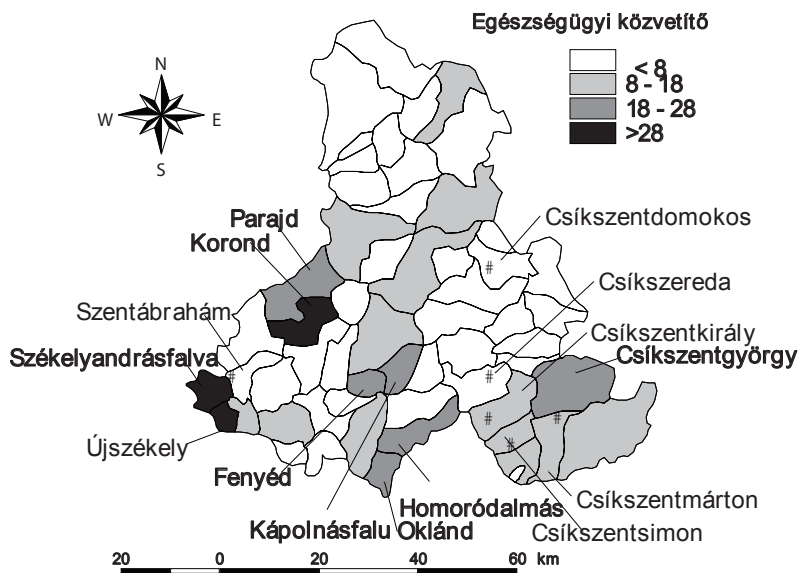 Egészségügyi közvetítő
< 8
8 - 18
18 - 28
>28
N
W E
S
Parajd
Korond
Csíkszentdomokos
Csíkszereda
Szentábrahám
Csíkszentkirály
Székelyandrásfalva
Csíkszentgyörgy
#
#
#
#
#
#
Újszékely
Fenyéd
Csíkszentmárton
Homoródalmás
Kápolnásfalu Oklánd
Csíkszentsimon
20 0 20 40 60 km